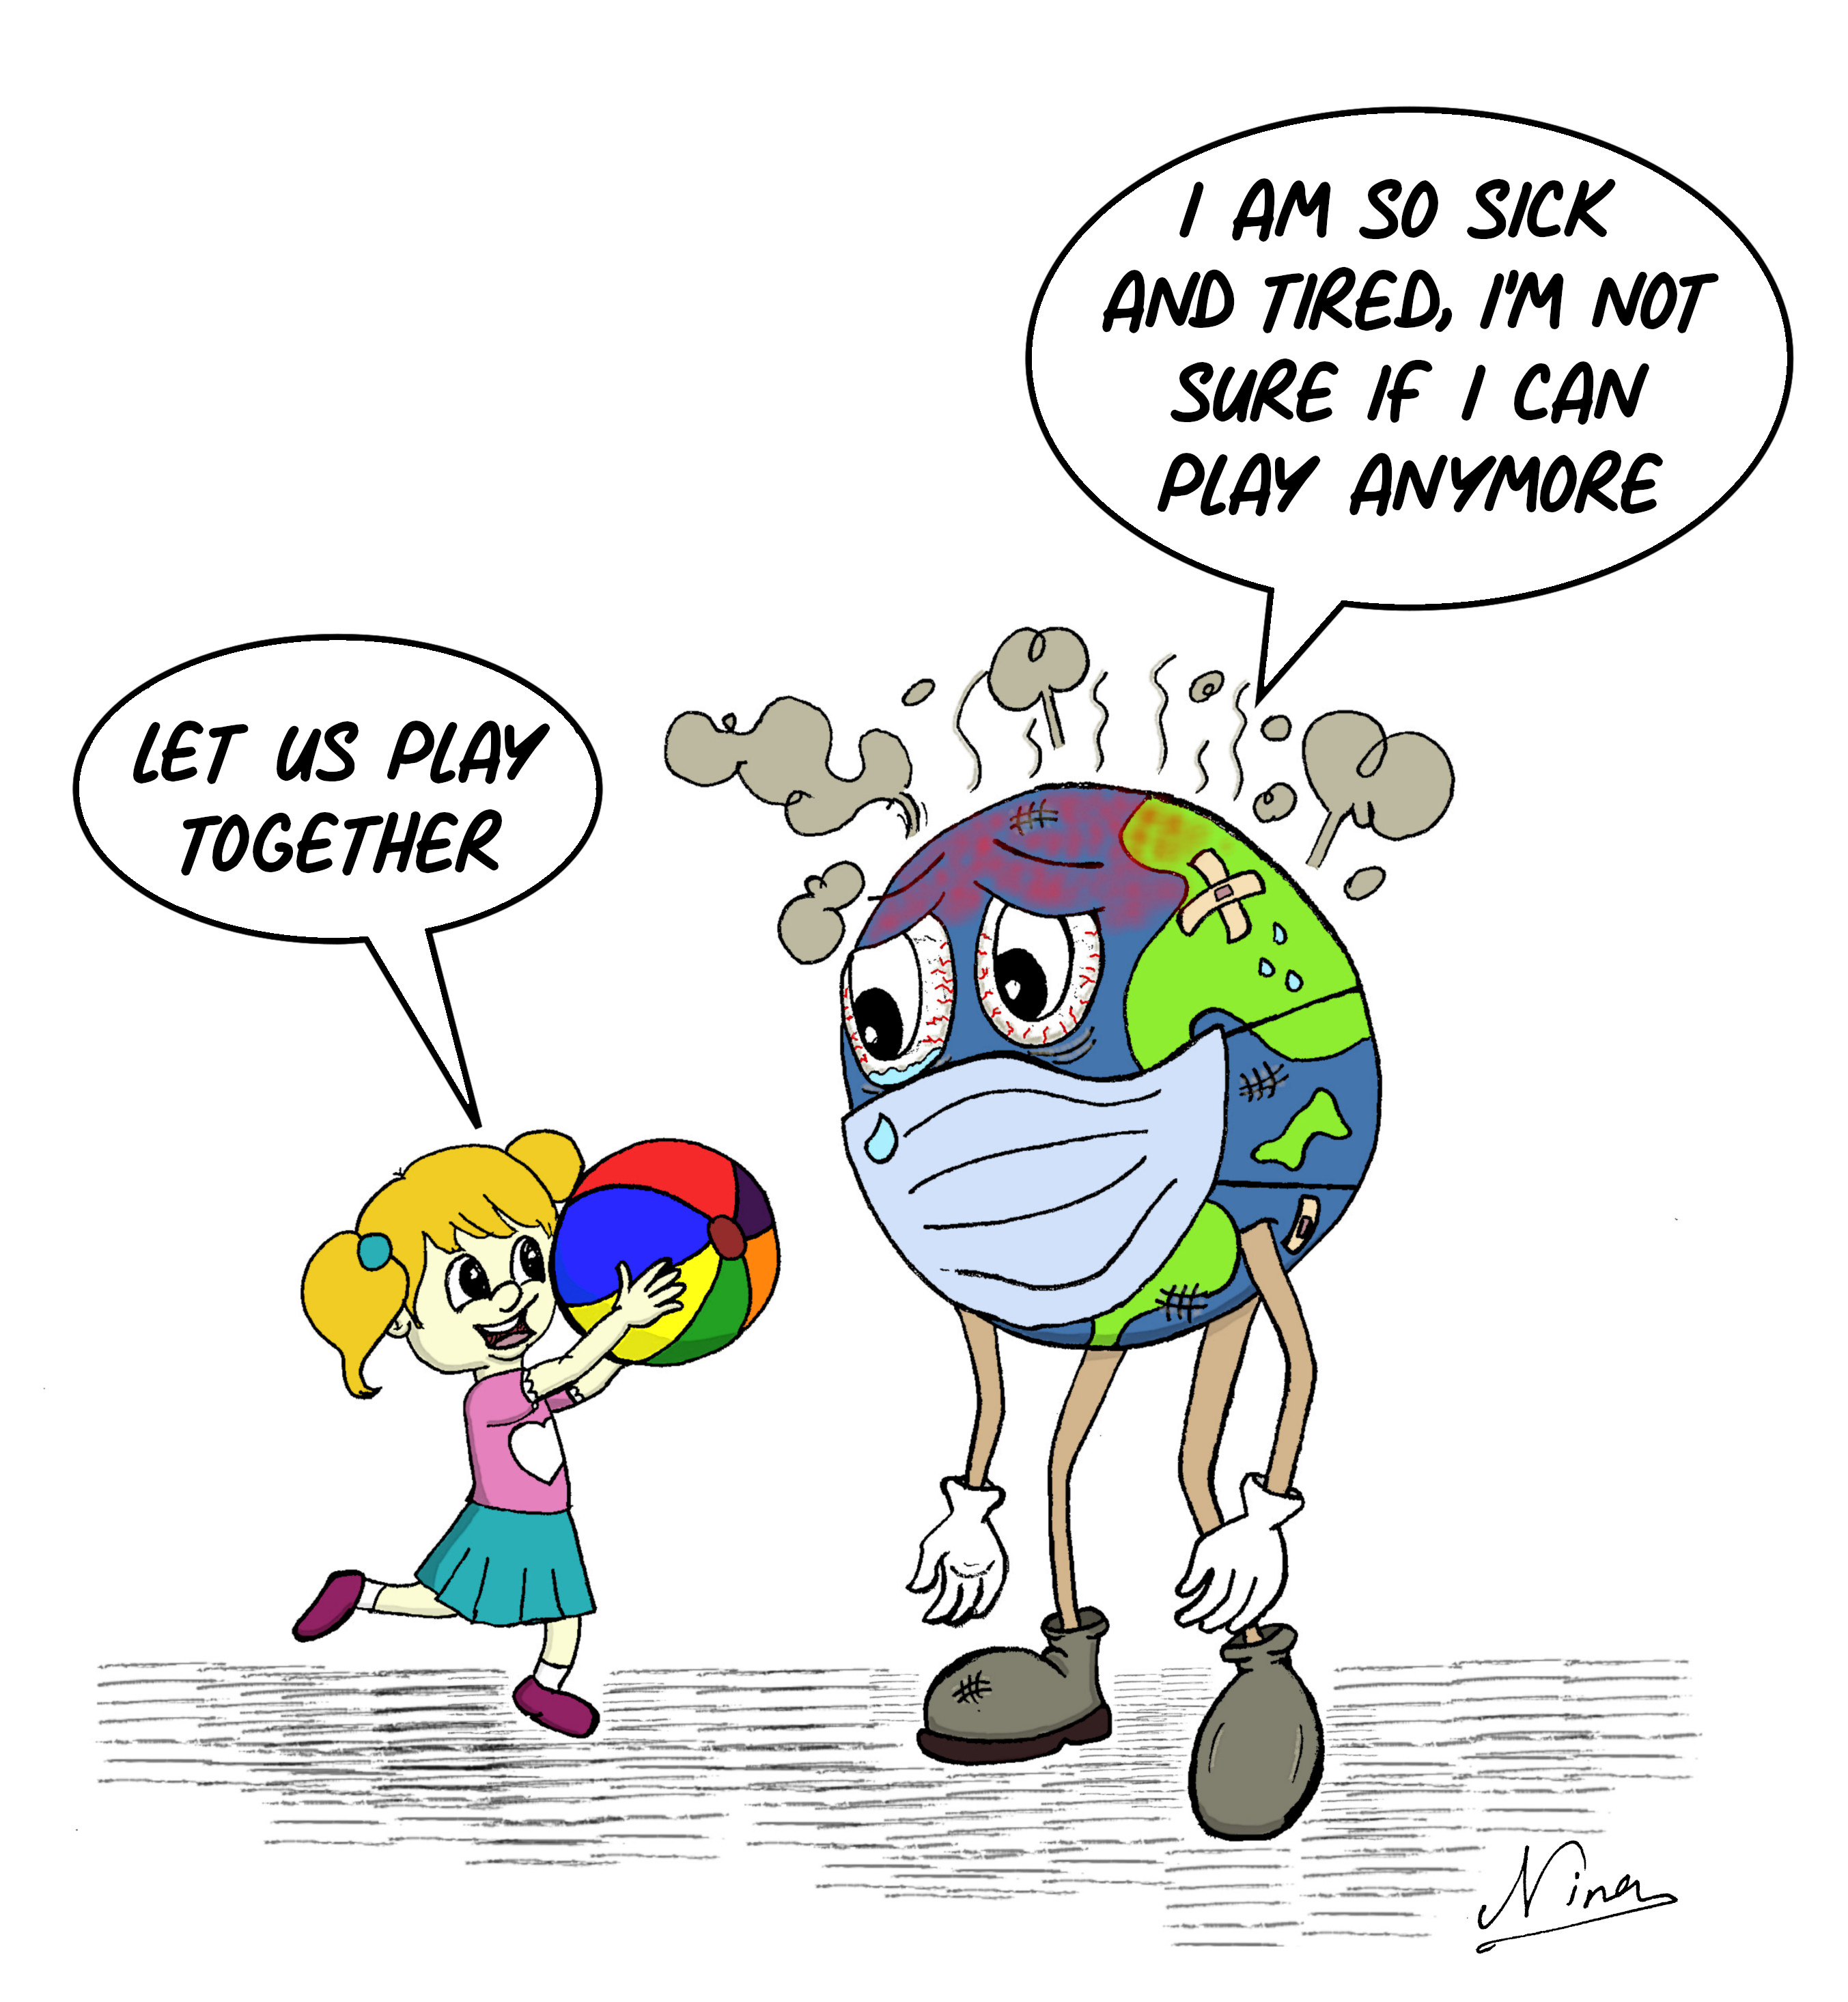 I AM SO SICK
AND TIRED, I'M NOT
SURE IF I CAN
PLAY ANYMORE
LET US PLAY
TOGETHER
Nina